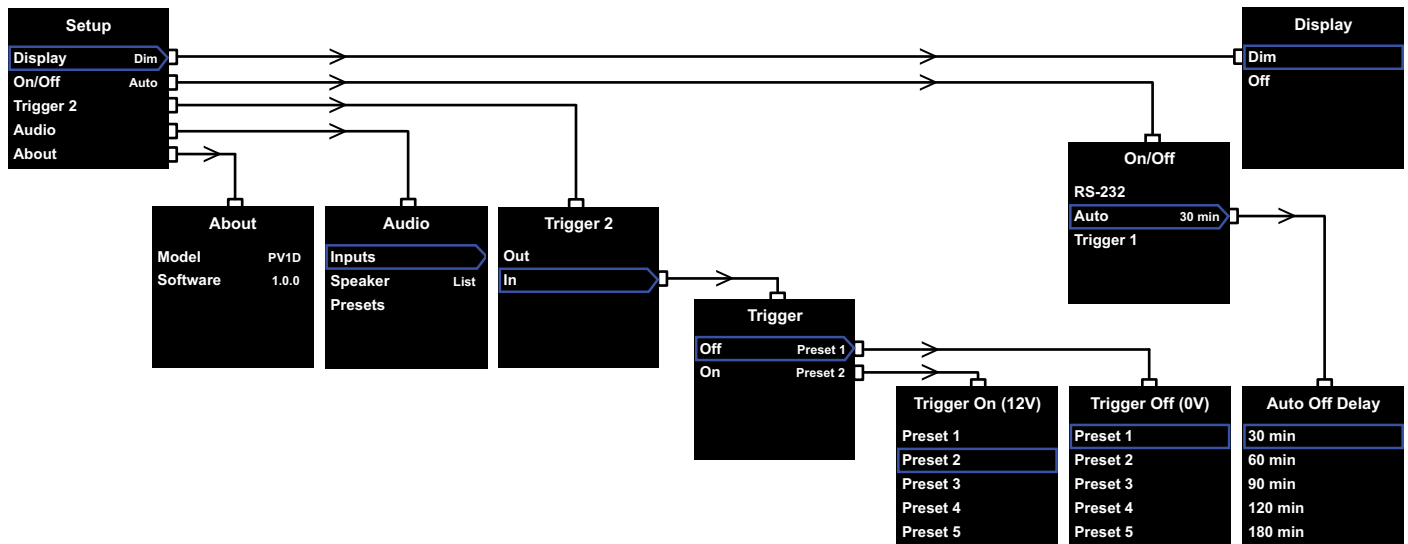 Setup
Display Dim
On/Off Auto
Trigger 2
Audio
About
Display
Dim
Off
On/Off
RS-232
Auto 30 min
Trigger 1
About
Model PV1D
Software 1.0.0
Audio
Inputs
Speaker List
Presets
Trigger 2
Out
In
Trigger
Off Preset 1
On Preset 2
Trigger On (12V)
Preset 1
Preset 2
Preset 3
Preset 4
Preset 5
Trigger Off (0V)
Preset 1
Preset 2
Preset 3
Preset 4
Preset 5
Auto Off Delay
30 min
60 min
90 min
120 min
180 min